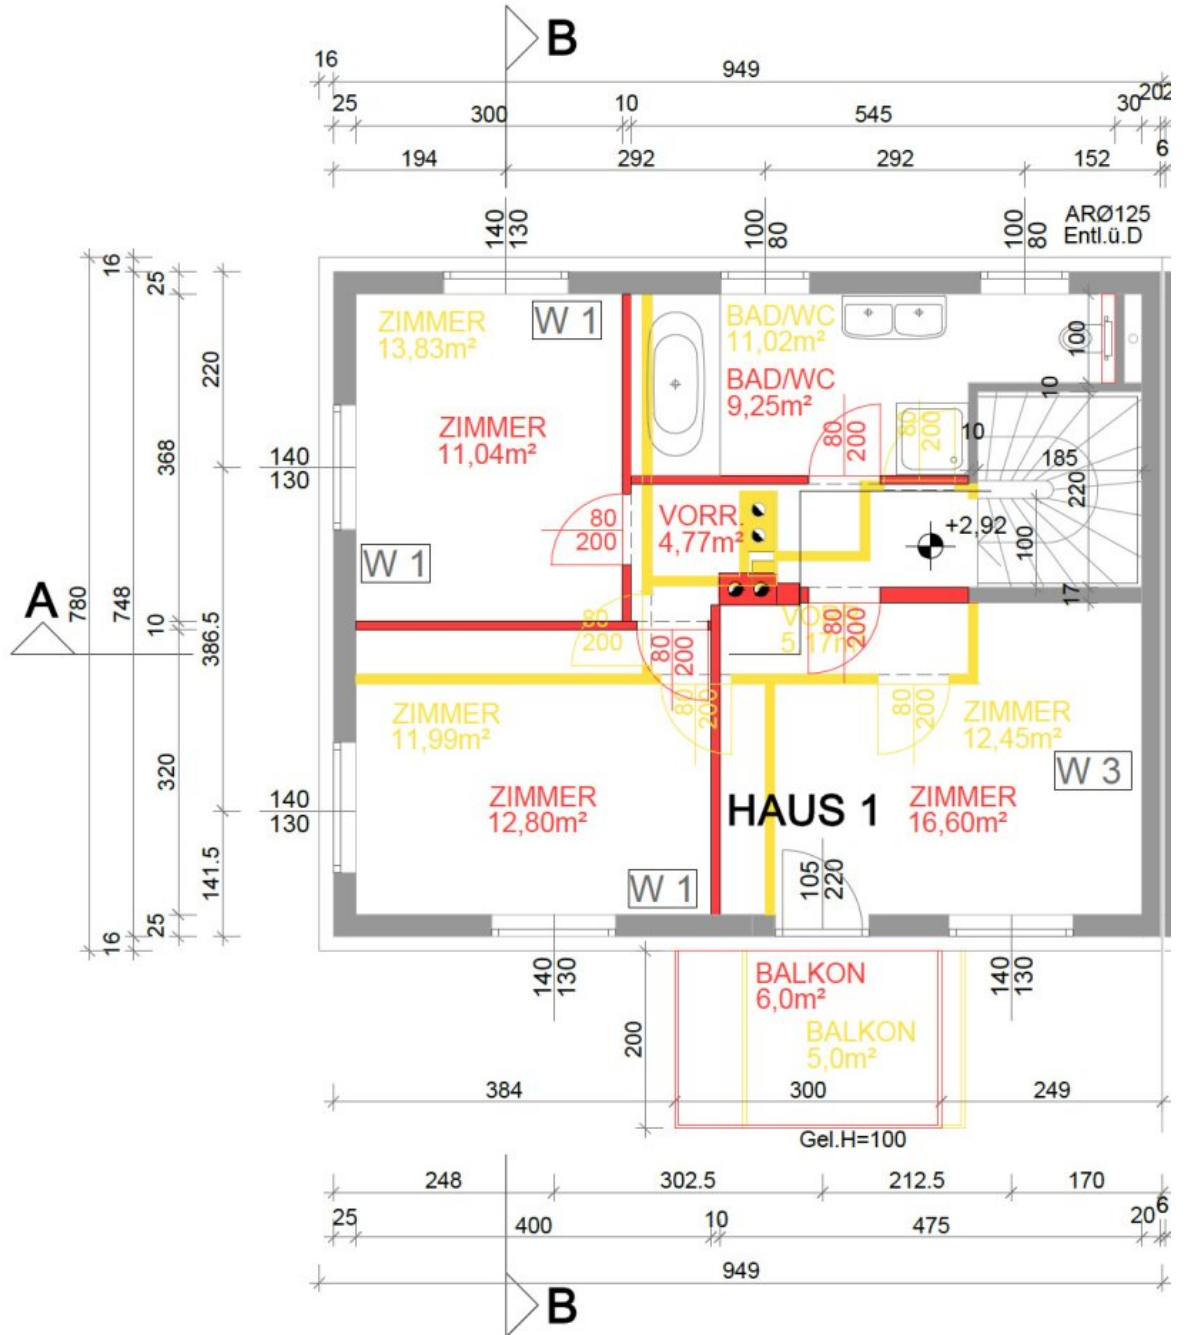 B
16
949
25
300
10
545
30
20
194
292
292
152
6
140
130
100
80
100
80
ARØ125
Entl.ü.D
16
25
ZIMMER
13,83m²
W 1
BAD/WC
11,02m²
BAD/WC
9,25m²
100
10
220
ZIMMER
11,04m²
80
200
80
200
10
185
220
368
140
130
80
200
VORR.
4,77m²
+2,92
100
W 1
A
780
748
10
386.5
17
80
200
80
200
VORR.
5,17m²
80
200
80
200
80
200
ZIMMER
11,99m²
ZIMMER
12,45m²
W 3
320
140
130
ZIMMER
12,80m²
HAUS 1
ZIMMER
16,60m²
141.5
W 1
105
220
25
16
140
130
BALKON
6,0m²
140
130
200
BALKON
5,0m²
384
300
249
Gel.H=100
248
302.5
212.5
170
25
400
10
475
20
6
949
B